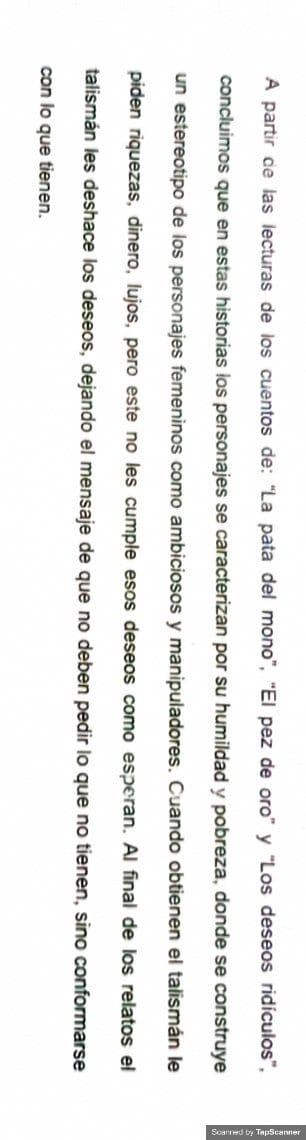 A partir de las lecturas de los cuentos de: "La pata del mono", "El pez de oro" y "Los deseos ridículos",
concluimos que en estas historias los personajes se caracterizan por su humildad y pobreza, donde se construye
un estereotipo de los personajes femeninos como ambiciosos y manipuladores. Cuando obtienen el talismán le
piden riquezas, dinero, lujos, pero este no les cumple esos deseos como esperan. Al final de los relatos el
talismán les deshace los deseos, dejando el mensaje de que no deben pedir lo que no tienen, sino conformarse
con lo que tienen.
Scanned by TapScanner